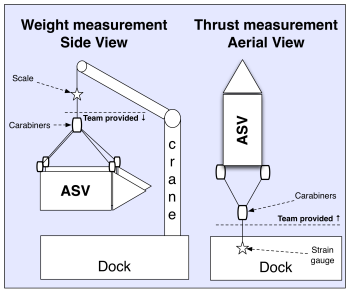 Weight measurement
Side View
Scale
Team provided ↓
Carabiners
crane
ASV
Dock
Thrust measurement
Aerial View
ASV
Carabiners
Team provided ↑
Strain
gauge
Dock